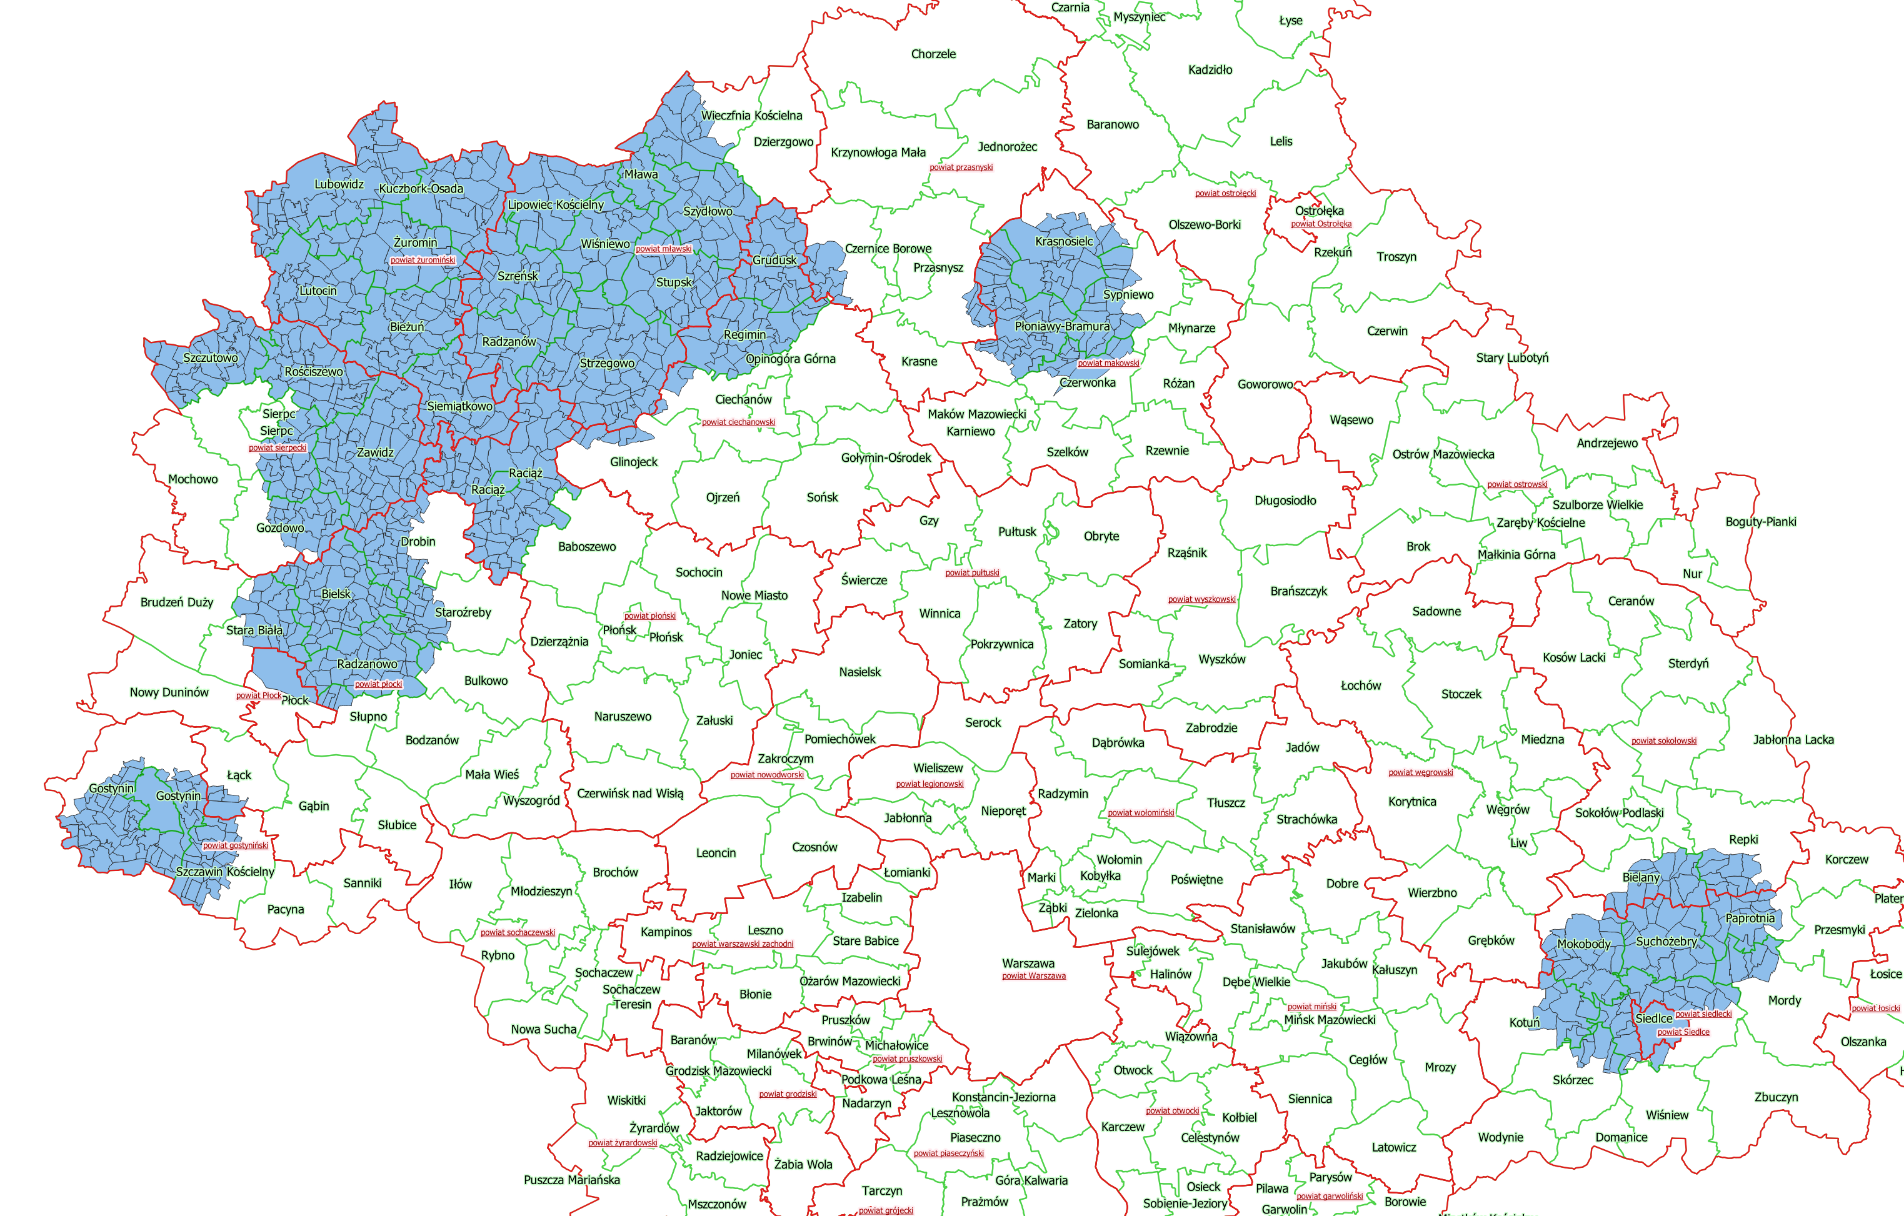 Czarnia
Myszyniec
Łyse
Chorzele
Kadzidło
Wieczfnia Kościelna
Baranowo
Dzierzgowo
Lelis
Jednorożec
Krzynowłoga Mała
powiat przasnyski
Mława
Lubowidz
Kuczbork-Osada
powiat ostrołęcki
Lipowiec Kościelny
Szydłowo
Ostrołęka
powiat Ostrołęka
Olszewo-Borki
Żuromin
Wiśniewo
powiat mławski
Krasnosielc
Czernice Borowe
Rzekuń
Troszyn
powiat żuromiński
Grudusk
Przasnysz
Szreńsk
Stupsk
Lutocin
Sypniewo
Bieżuń
Płoniawy-Bramura
Młynarze
Czerwin
Regimin
Radzanów
Szczutowo
Opinogóra Górna
Stary Lubotyń
Strzegowo
Krasne
powiat makowski
Rościszewo
Czerwonka
Różan
Goworowo
Ciechanów
Siemiątkowo
Sierpc
Maków Mazowiecki
powiat ciechanowski
Wąsewo
Sierpc
Karniewo
powiat sierpecki
Zawidz
Andrzejewo
Szelków
Rzewnie
Ostrów Mazowiecka
Gołymin-Ośrodek
Glinojeck
Raciąż
Mochowo
Raciąż
powiat ostrowski
Ojrzeń
Sońsk
Długosiodło
Szulborze Wielkie
Gzy
Zaręby Kościelne
Boguty-Pianki
Gozdowo
Pułtusk
Obryte
Drobin
Baboszewo
Brok
Rząśnik
Małkinia Górna
Sochocin
powiat pułtuski
Nur
Świercze
Bielsk
Nowe Miasto
Brańszczyk
powiat wyszkowski
Ceranów
Brudzeń Duży
Staroźreby
Winnica
Sadowne
powiat płoński
Zatory
Stara Biała
Płońsk
Płońsk
Dzierzążnia
Pokrzywnica
Joniec
Kosów Lacki
Wyszków
Somianka
Radzanowo
Sterdyń
Nasielsk
Bulkowo
powiat płocki
Łochów
Nowy Duninów
powiat Płock
Płock
Stoczek
Słupno
Naruszewo
Załuski
Serock
Zabrodzie
Bodzanów
Pomiechówek
Dąbrówka
Miedzna
powiat sokołowski
Jabłonna Lacka
Jadów
Zakroczym
Wieliszew
Łąck
Mała Wieś
powiat nowodworski
powiat węgrowski
powiat legionowski
Gostynin
Gostynin
Radzymin
Czerwińsk nad Wisłą
Wyszogród
Gąbin
Tłuszcz
Korytnica
Nieporęt
powiat wołomiński
Węgrów
Sokołów Podlaski
Jabłonna
Strachówka
Słubice
powiat gostyniński
Repki
Liw
Czosnów
Leoncin
Wołomin
Korczew
Szczawin Kościelny
Brochów
Łomianki
Marki
Kobyłka
Poświętne
Bielany
Sanniki
Iłów
Dobre
Młodzieszyn
Wierzbno
Izabelin
Pacyna
Ząbki
Zielonka
Paprotnia
Kampinos
Leszno
Stanisławów
Przesmyki
powiat sochaczewski
powiat warszawski zachodni
Stare Babice
Grębków
Mokobody
Suchożebry
Rybno
Sulejówek
Warszawa
powiat Warszawa
Jakubów
Kałuszyn
Sochaczew
Halinów
Łosice
Ożarów Mazowiecki
Dębe Wielkie
Sochaczew
Błonie
Teresin
Mordy
powiat miński
powiat łosicki
Siedlce
powiat siedlecki
Pruszków
Mińsk Mazowiecki
Kotuń
Nowa Sucha
powiat Siedlce
Wiązowna
Baranów
Brwinów
Michałowice
Olszanka
Milanówek
powiat pruszkowski
Cegłów
Mrozy
Grodzisk Mazowiecki
Otwock
Podkowa Leśna
Skórzec
powiat grodziski
Konstancin-Jeziorna
Zbuczyn
Wiskitki
Nadarzyn
Siennica
Jaktorów
Lesznowola
powiat otwocki
Kołbiel
Wiśniew
Żyrardów
Karczew
Piaseczno
Celestynów
Domanice
Wodynie
powiat żyrardowski
Latowicz
Radziejowice
powiat piaseczyński
Żabia Wola
Puszcza Mariańska
Góra Kalwaria
Parysów
Osieck
Pilawa
Tarczyn
powiat garwoliński
Mszczonów
Prażmów
Sobienie-Jeziory
Borowie
powiat grójecki
Garwolin